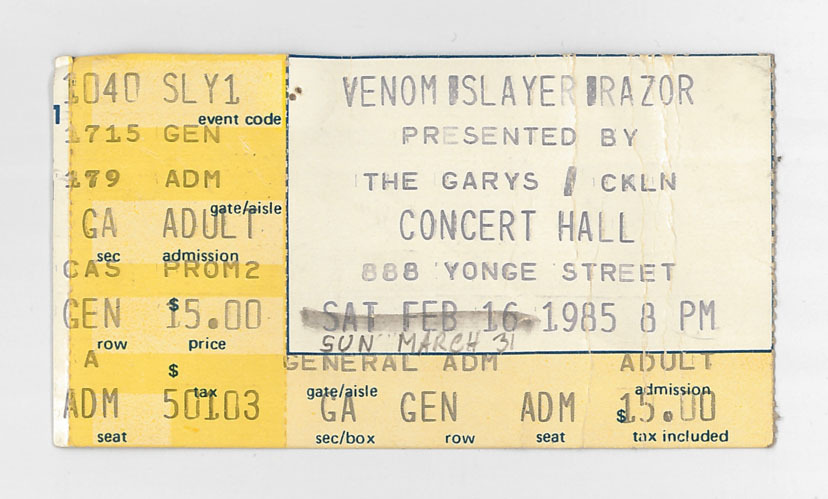 1040 SLY1
event code
1715 GEN
179 ADM
gate/aisle
GA ADULT
sec admission
CAS PROM2
GEN $ 15.00
row price
A $
tax
ADM 50103
seat
1
VENOM SLAYER RAZOR
PRESENTED BY
THE GARYS / CKLN
CONCERT HALL
888 YONGE STREET
SAT FEB 16 1985 8 PM
SUN MARCH 31
GENERAL ADM ADULT
gate/aisle admission
GA GEN ADM $15.00
sec/box row seat tax included